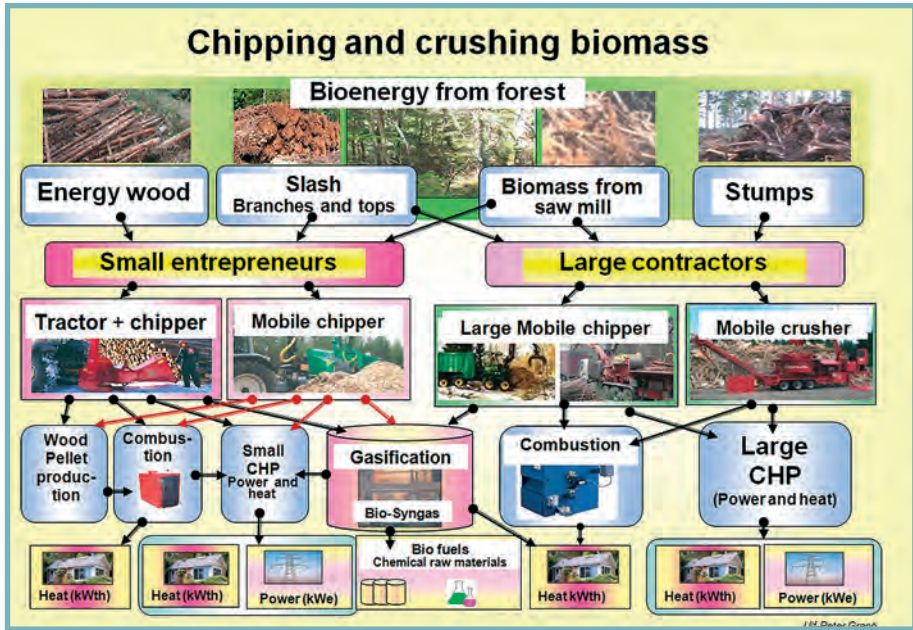 Chipping and crushing biomass
Bioenergy from forest
Energy wood
Slash
Branches and tops
Biomass from
saw mill
Stumps
Small entrepreneurs
Large contractors
Tractor + chipper
Mobile chipper
Large Mobile chipper
Mobile crusher
Wood
Pellet
produc-
tion
Combus-
tion
Small
CHP
Power and
heat
Gasification
Bio-Syngas
Combustion
Large
CHP
(Power and heat)
Heat (kWth)
Heat (kWth)
Power (kWe)
Bio fuels
Chemical raw materials
Heat kWth)
Heat (kWth)
Power (kWe)
Ulf-Peter Granö